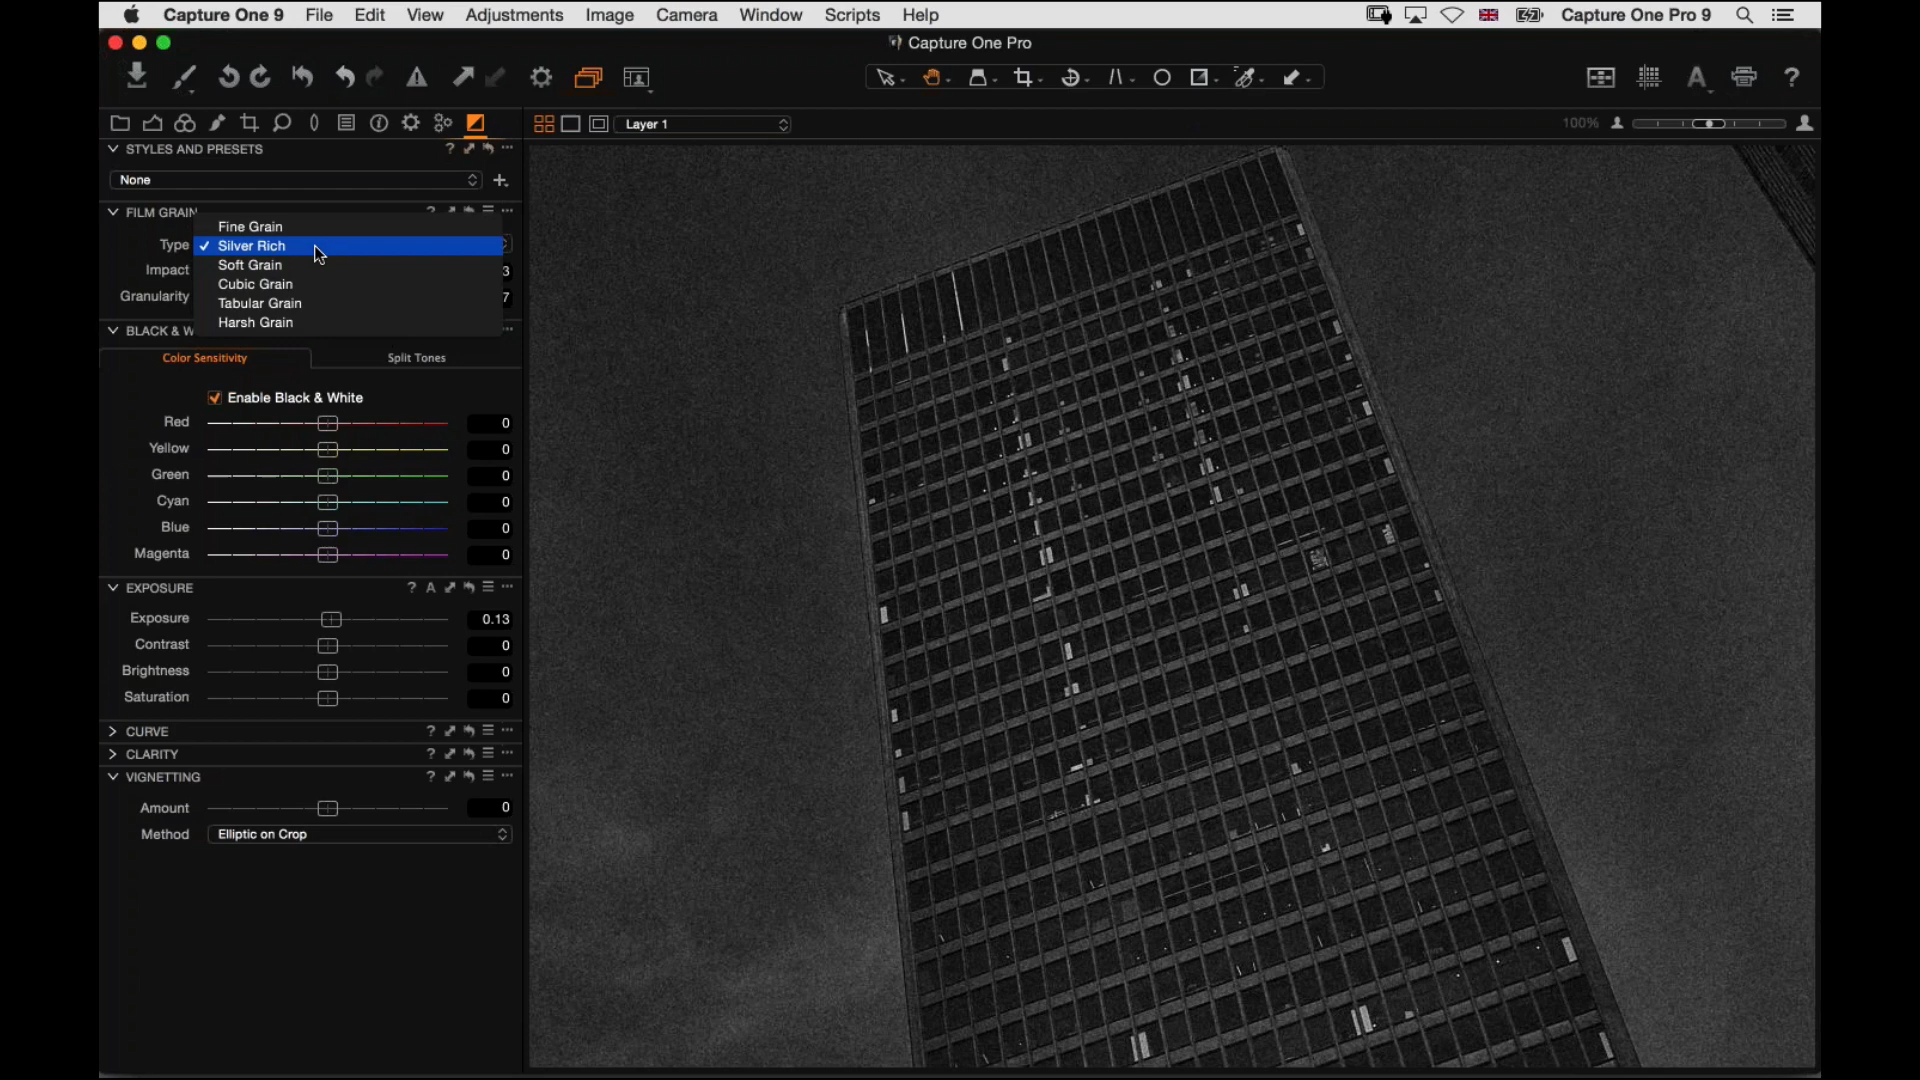 Capture One 9 File Edit View Adjustments Image Camera Window Scripts Help Capture One Pro 9
Capture One Pro
Layer 1 100%
STYLES AND PRESETS
None
FILM GRAIN
Fine Grain
Type Silver Rich
Soft Grain
Impact 3
Cubic Grain
Granularity 7
Tabular Grain
Harsh Grain
BLACK & W
Color Sensitivity Split Tones
Enable Black & White
Red 0
Yellow 0
Green 0
Cyan 0
Blue 0
Magenta 0
EXPOSURE
Exposure 0.13
Contrast 0
Brightness 0
Saturation 0
CURVE
CLARITY
VIGNETTING
Amount 0
Method Elliptic on Crop